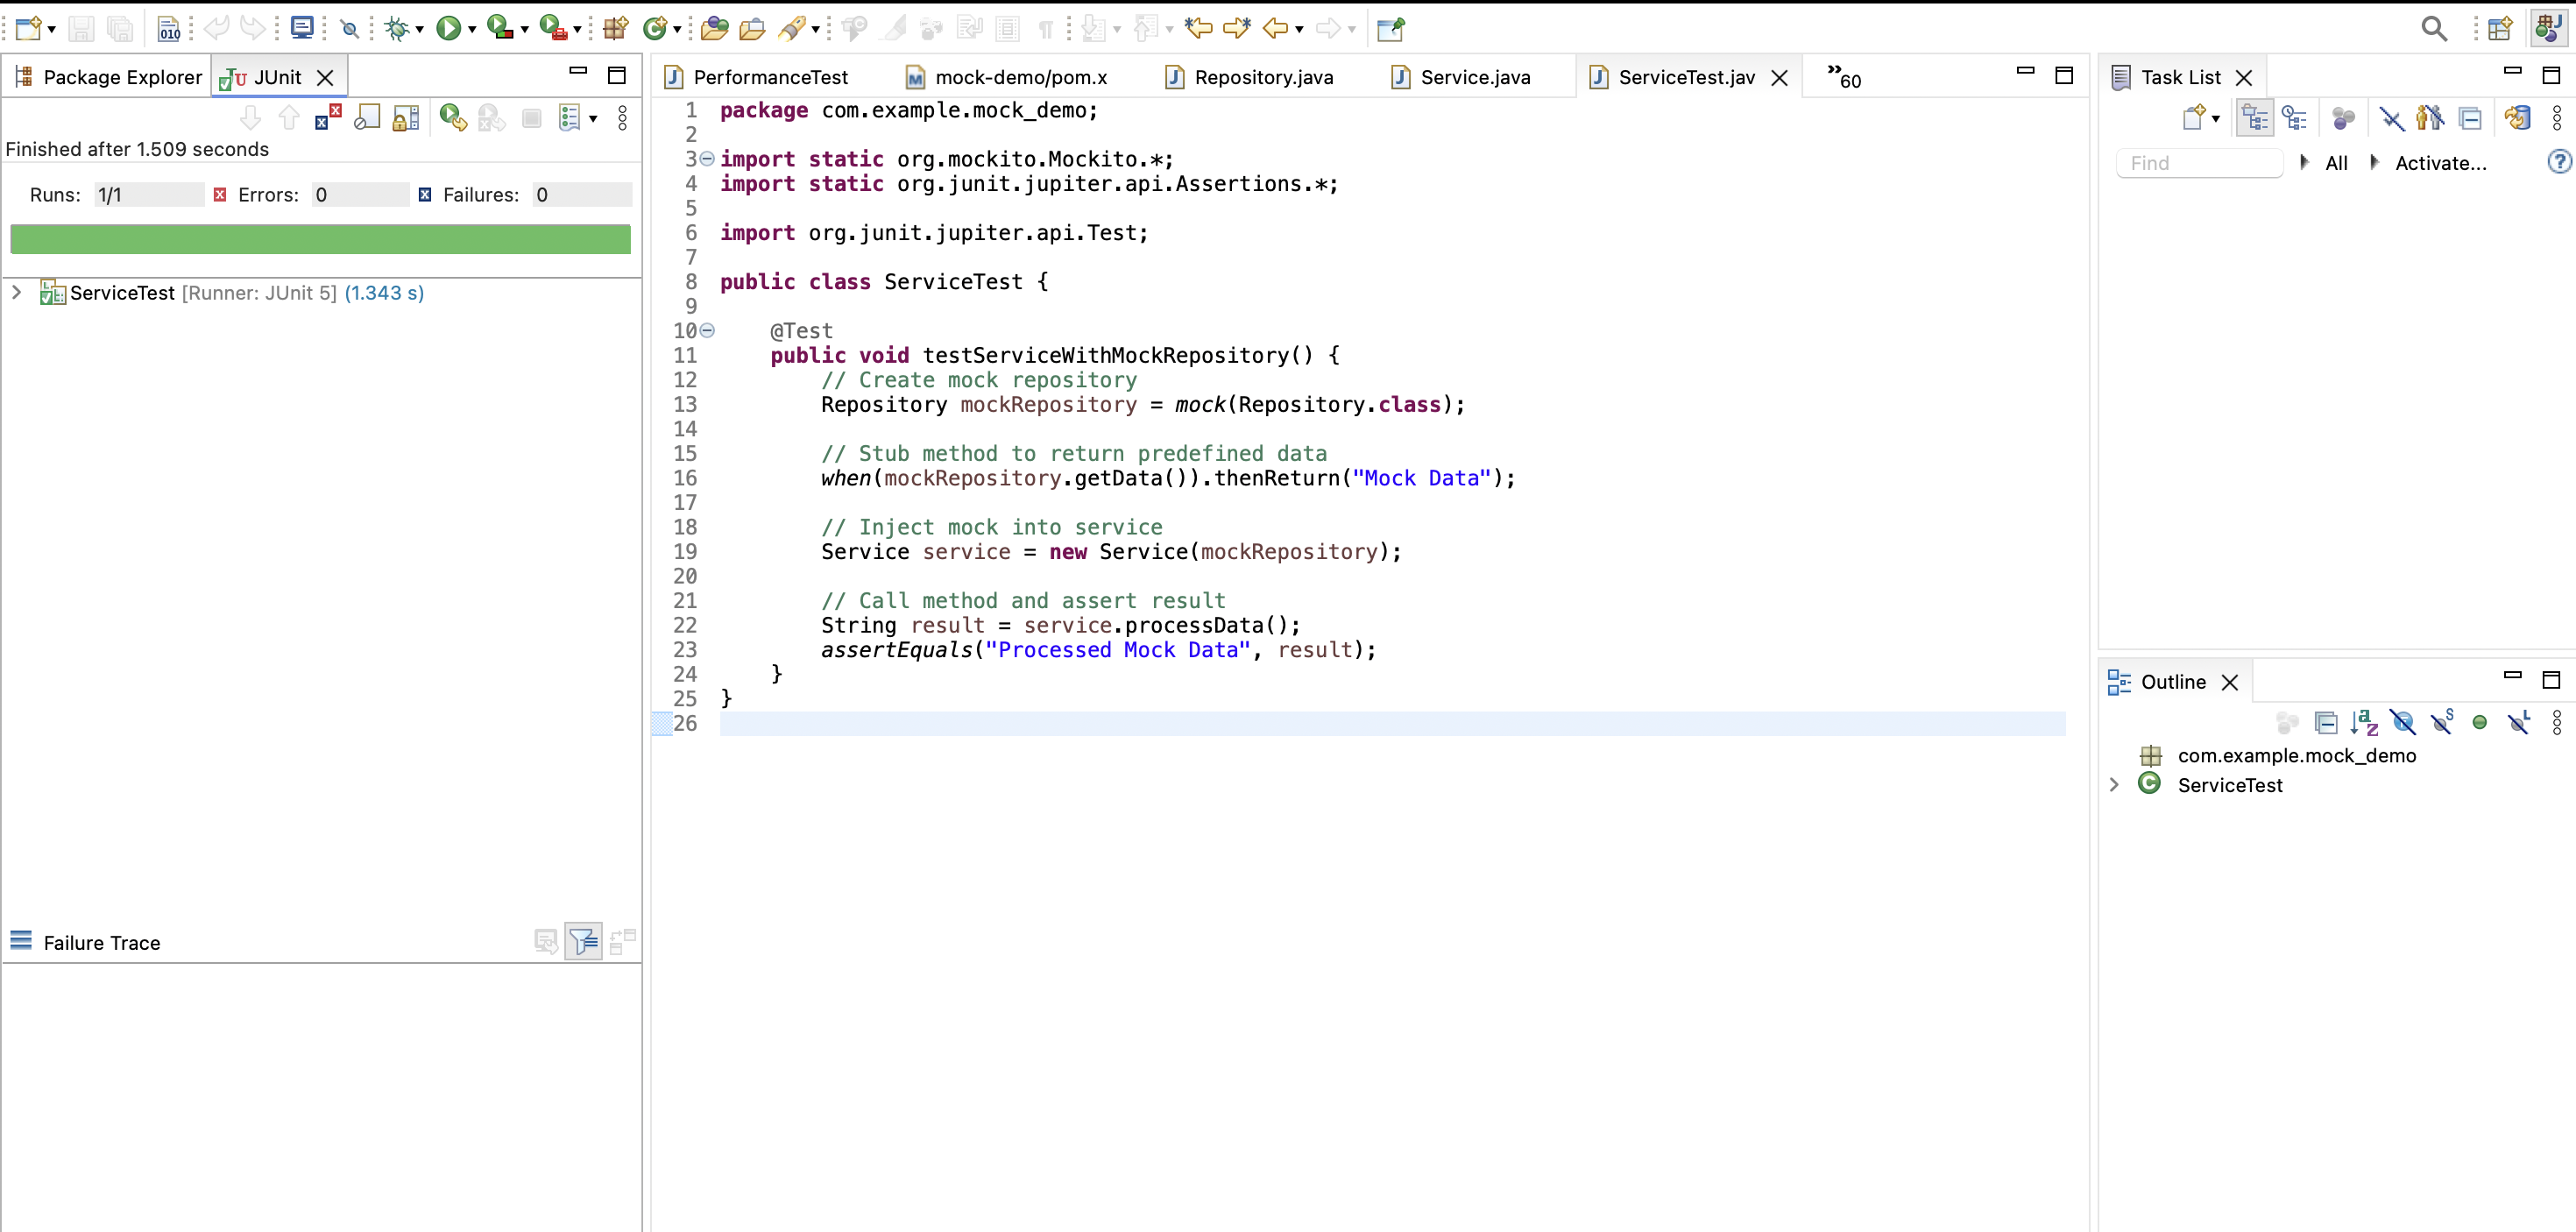 Package Explorer
JUnit
Finished after 1.509 seconds
Runs: 1/1 Errors: 0 Failures: 0
ServiceTest [Runner: JUnit 5] (1.343 s)
Failure Trace
PerformanceTest
mock-demo/pom.x
Repository.java
Service.java
ServiceTest.jav
»60
1 package com.example.mock_demo;
2
3 import static org.mockito.Mockito.*;
4 import static org.junit.jupiter.api.Assertions.*;
5
6 import org.junit.jupiter.api.Test;
7
8 public class ServiceTest {
9
10 @Test
11 public void testServiceWithMockRepository() {
12 // Create mock repository
13 Repository mockRepository = mock(Repository.class);
14
15 // Stub method to return predefined data
16 when(mockRepository.getData()).thenReturn("Mock Data");
17
18 // Inject mock into service
19 Service service = new Service(mockRepository);
20
21 // Call method and assert result
22 String result = service.processData();
23 assertEquals("Processed Mock Data", result);
24 }
25 }
26
Task List
Find
All
Activate...
Outline
com.example.mock_demo
ServiceTest